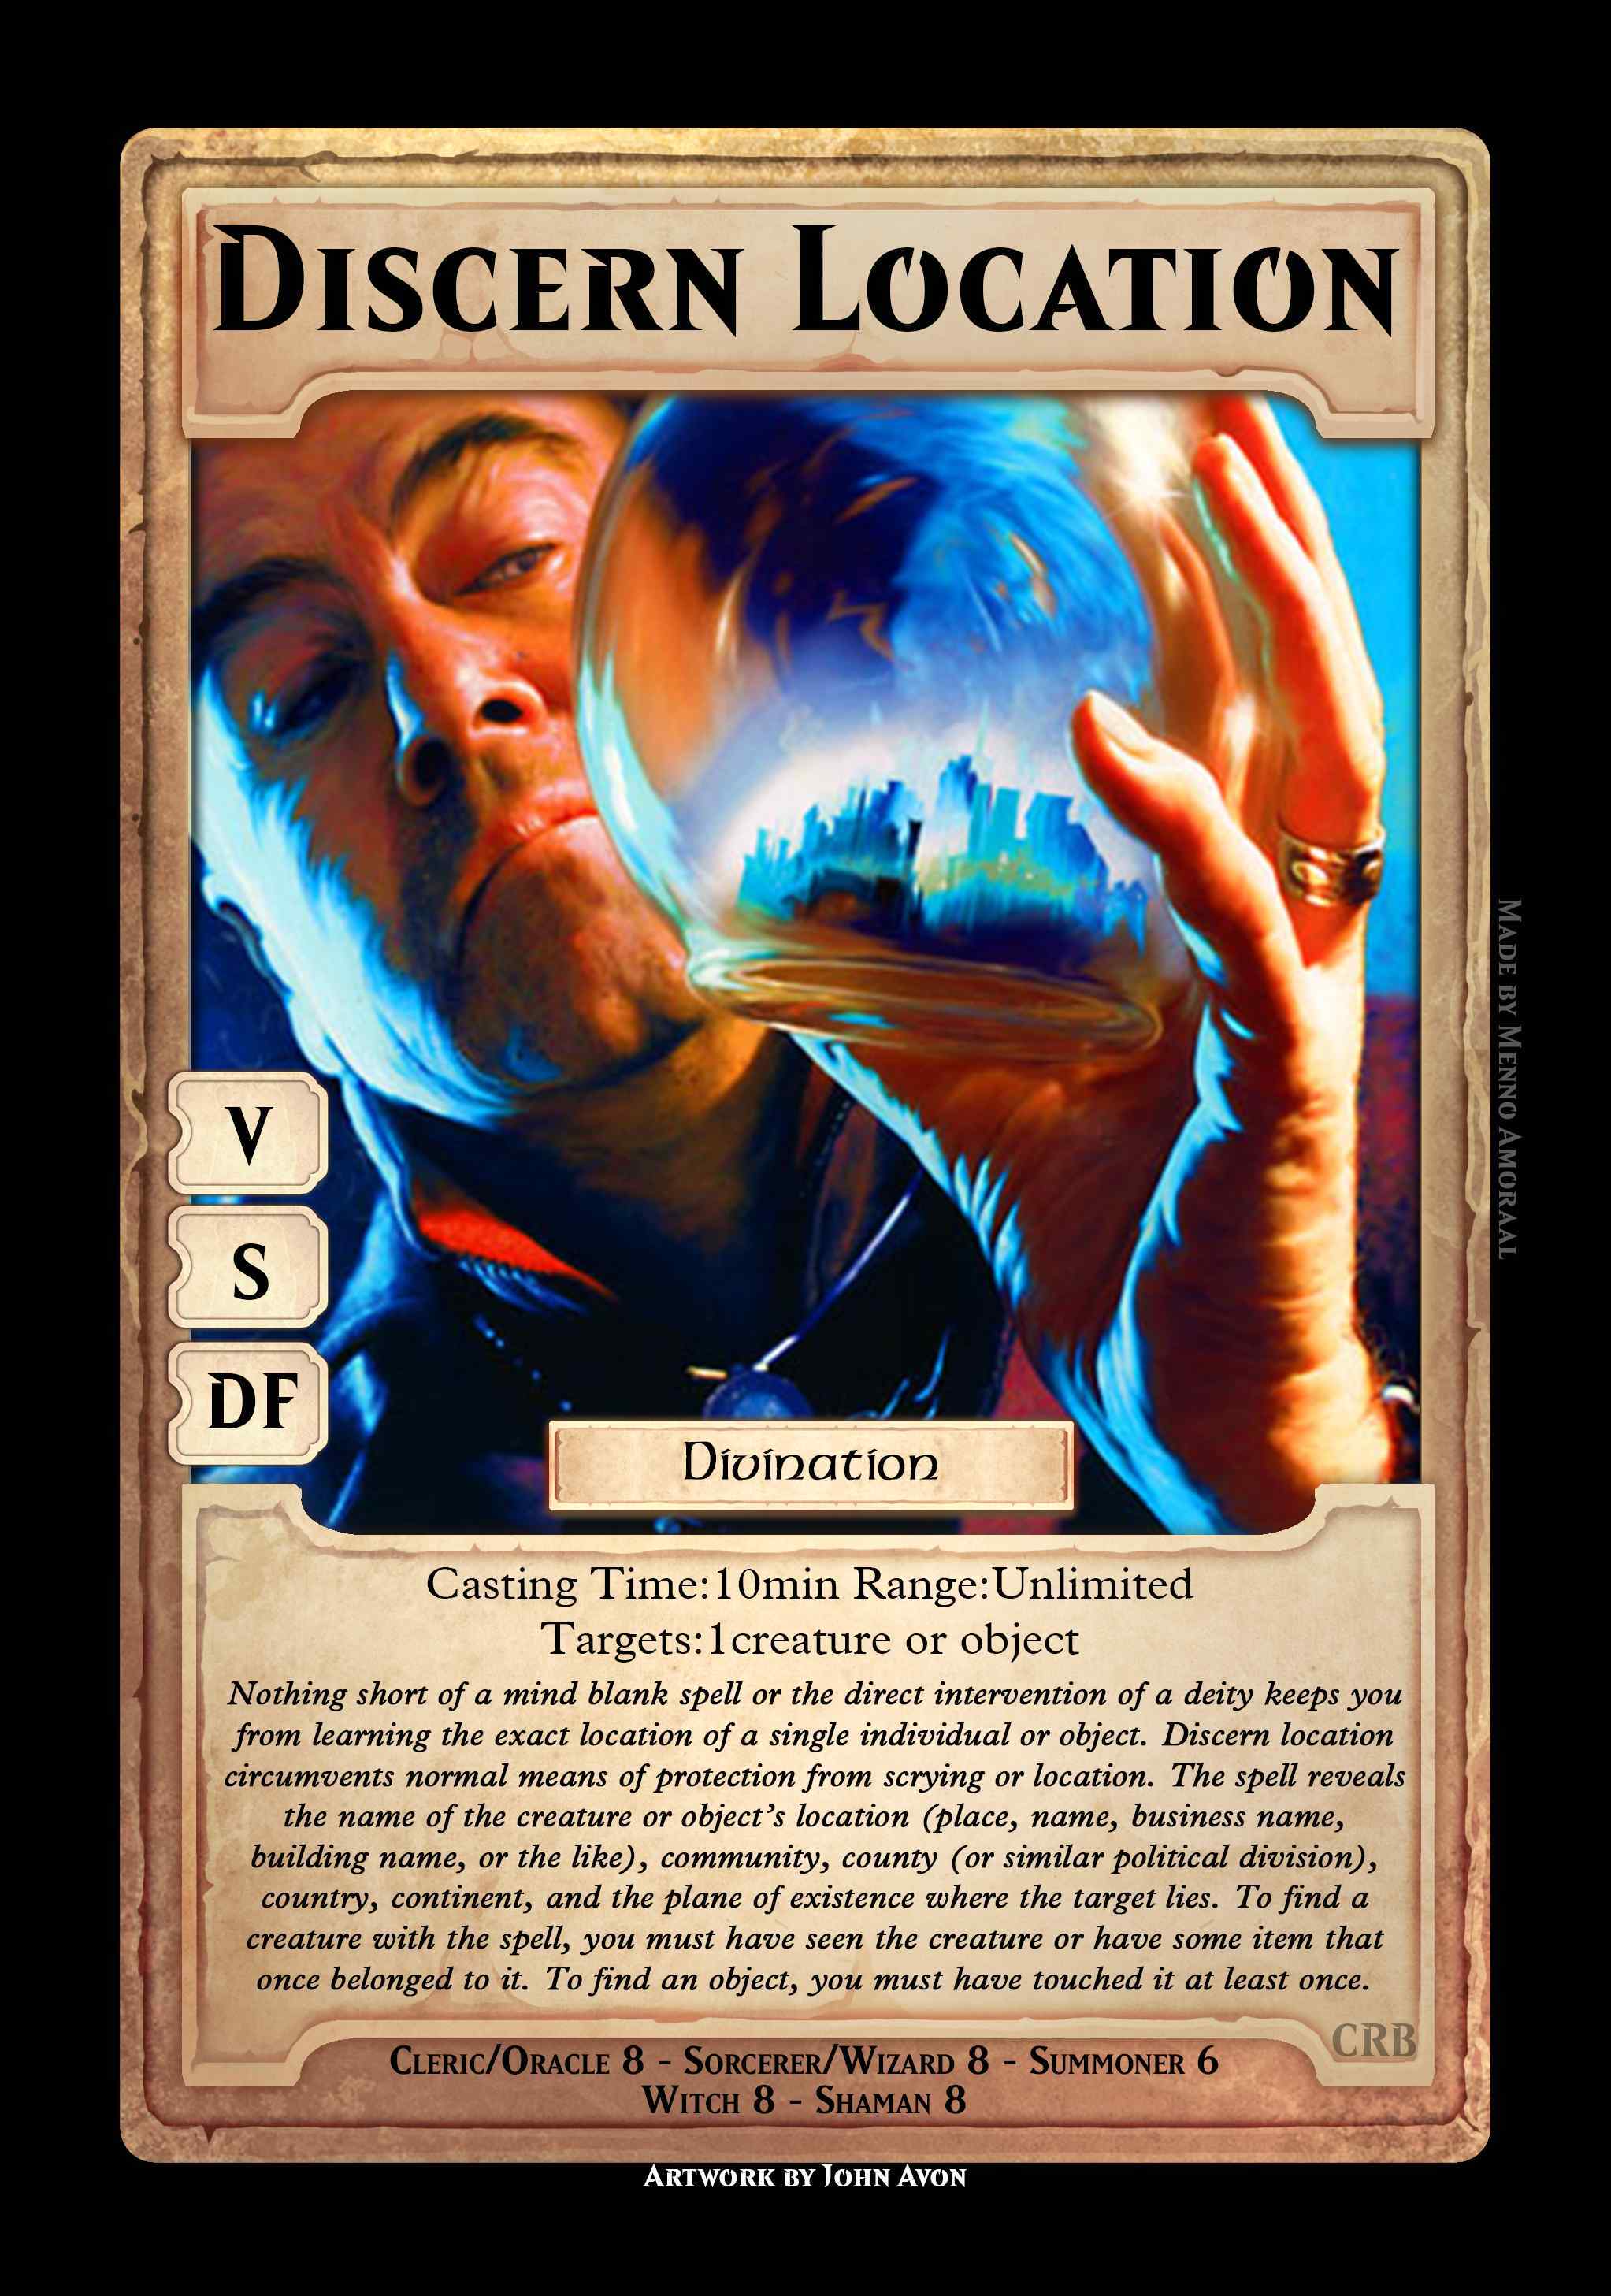 Discern Location
V
S
DF
Divination
Casting Time:10min Range:Unlimited
Targets:1creature or object
Nothing short of a mind blank spell or the direct intervention of a deity keeps you
from learning the exact location of a single individual or object. Discern location
circumvents normal means of protection from scrying or location. The spell reveals
the name of the creature or object's location (place, name, business name,
building name, or the like), community, county (or similar political division),
country, continent, and the plane of existence where the target lies. To find a
creature with the spell, you must have seen the creature or have some item that
once belonged to it. To find an object, you must have touched it at least once.
CRB
Cleric/Oracle 8 - Sorcerer/Wizard 8 - Summoner 6
Witch 8 - Shaman 8
Artwork by John Avon
Made by Menno Amoraal